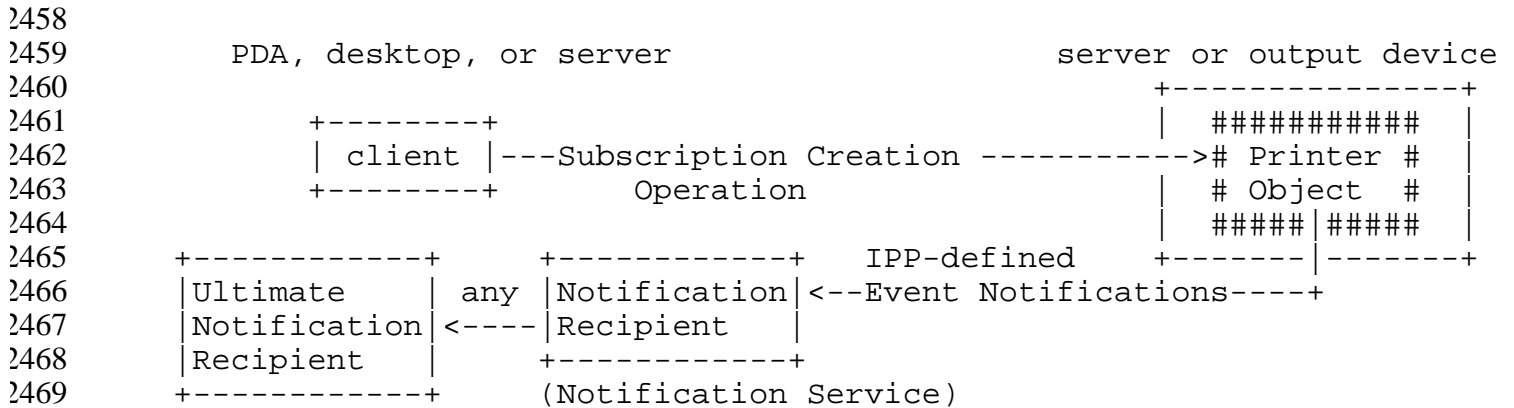 2458
2459 PDA, desktop, or server server or output device
2460 +---------------+
2461 +--------+ | ########### |
2462 | client |---Subscription Creation -----------># Printer # |
2463 +--------+ Operation | # Object # |
2464 | #####|##### |
2465 +------------+ +------------+ IPP-defined +-------|-------+
2466 |Ultimate | any |Notification|<--Event Notifications----+
2467 |Notification|<----|Recipient |
2468 |Recipient | +------------+
2469 +------------+ (Notification Service)